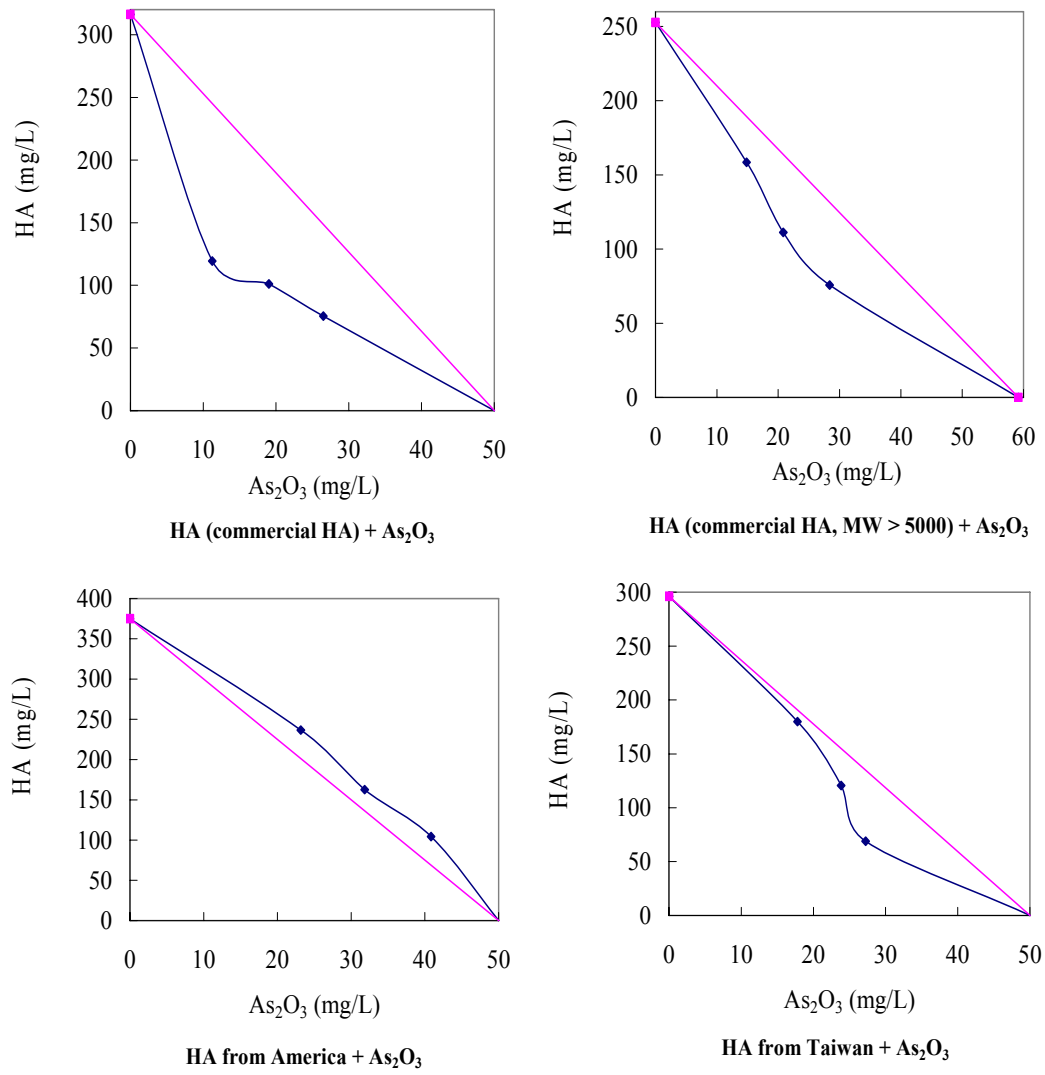 HA (mg/L)
300
250
200
150
100
50
0
0 10 20 30 40 50
As₂O₃ (mg/L)
HA (commercial HA) + As₂O₃
HA (mg/L)
250
200
150
100
50
0
0 10 20 30 40 50 60
As₂O₃ (mg/L)
HA (commercial HA, MW > 5000) + As₂O₃
HA (mg/L)
400
350
300
250
200
150
100
50
0
0 10 20 30 40 50
As₂O₃ (mg/L)
HA from America + As₂O₃
HA (mg/L)
300
250
200
150
100
50
0
0 10 20 30 40 50
As₂O₃ (mg/L)
HA from Taiwan + As₂O₃